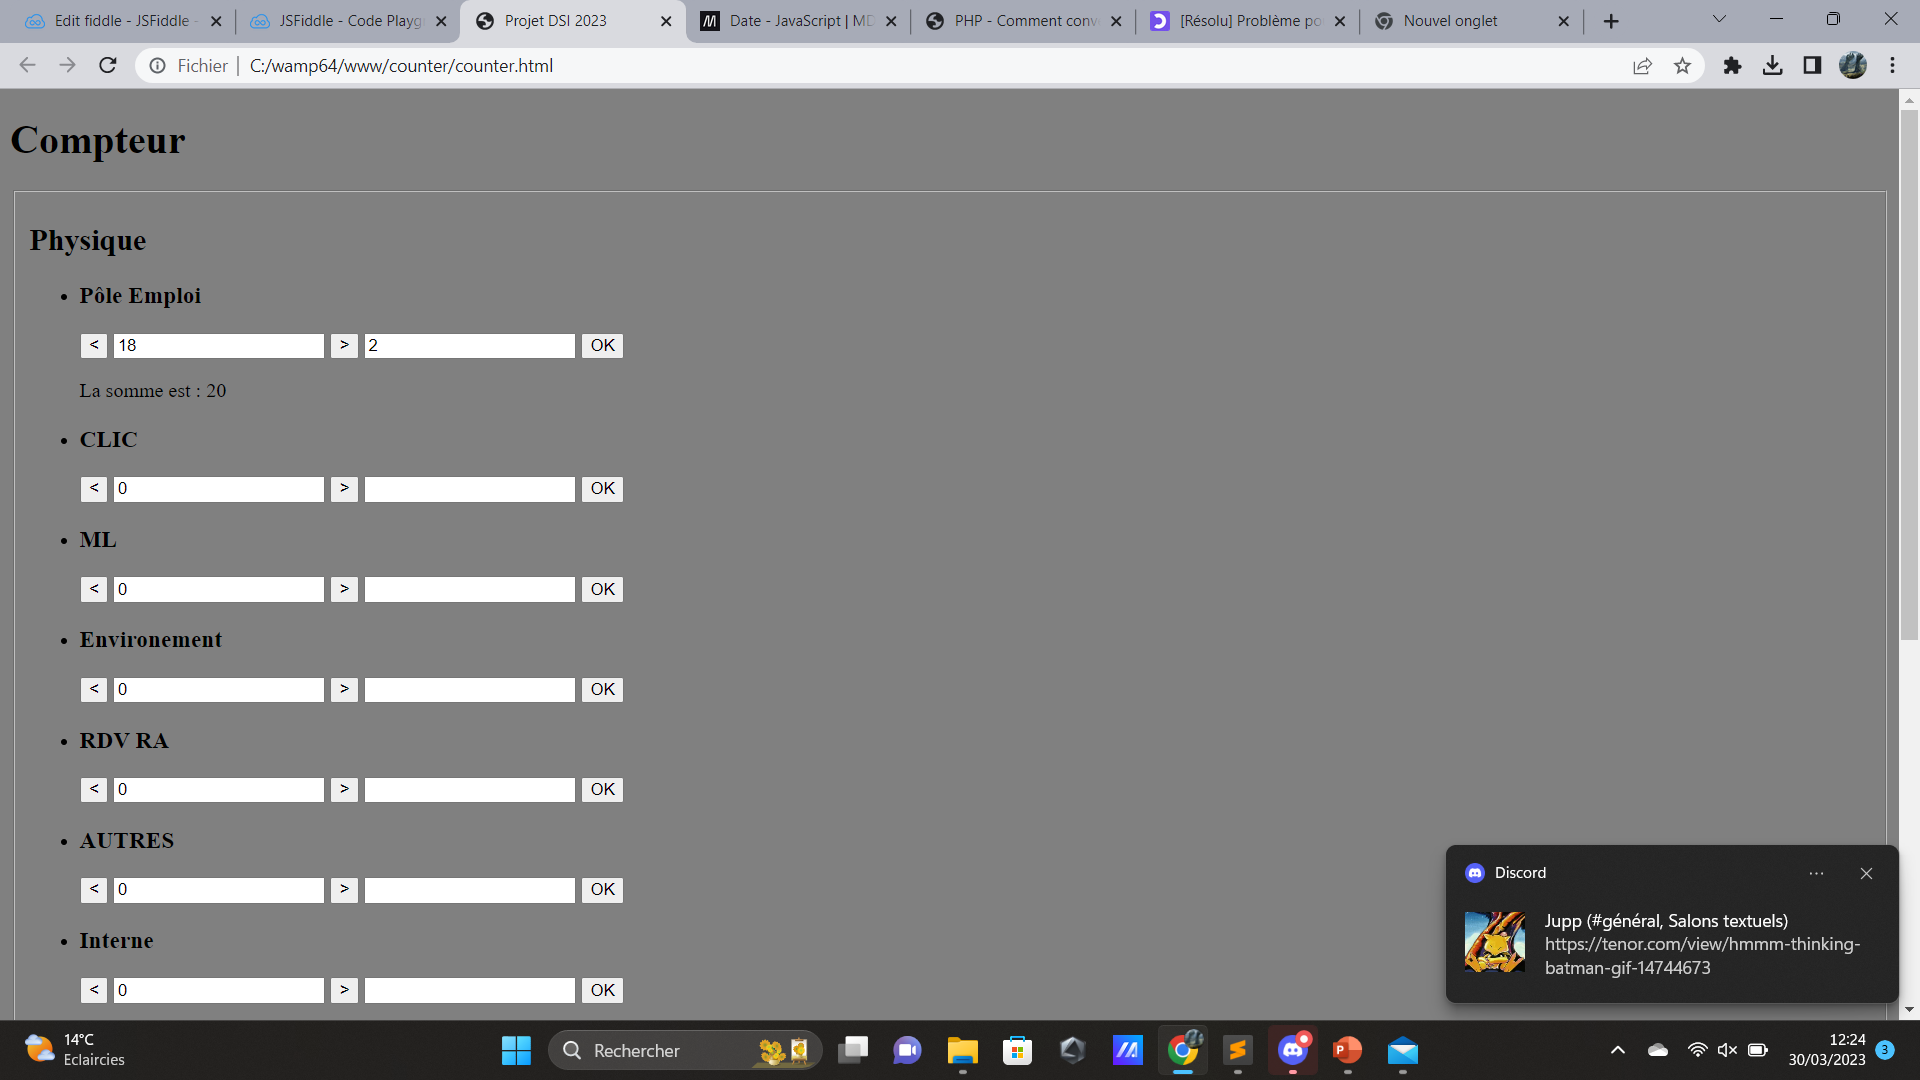 Edit fiddle - JSFiddle -
JSFiddle - Code Playg
Projet DSI 2023
Date - JavaScript | MD
PHP - Comment conv
[Résolu] Problème po
Nouvel onglet
Fichier | C:/wamp64/www/counter/counter.html
Compteur
Physique
• Pôle Emploi
< 18 > 2 OK
La somme est : 20
• CLIC
< 0 > OK
• ML
< 0 > OK
• Environement
< 0 > OK
• RDV RA
< 0 > OK
• AUTRES
< 0 > OK
• Interne
< 0 > OK
Discord
Jupp (#général, Salons textuels)
https://tenor.com/view/hmmm-thinking-
batman-gif-14744673
14°C
Eclaircies
Rechercher
12:24
30/03/2023
3